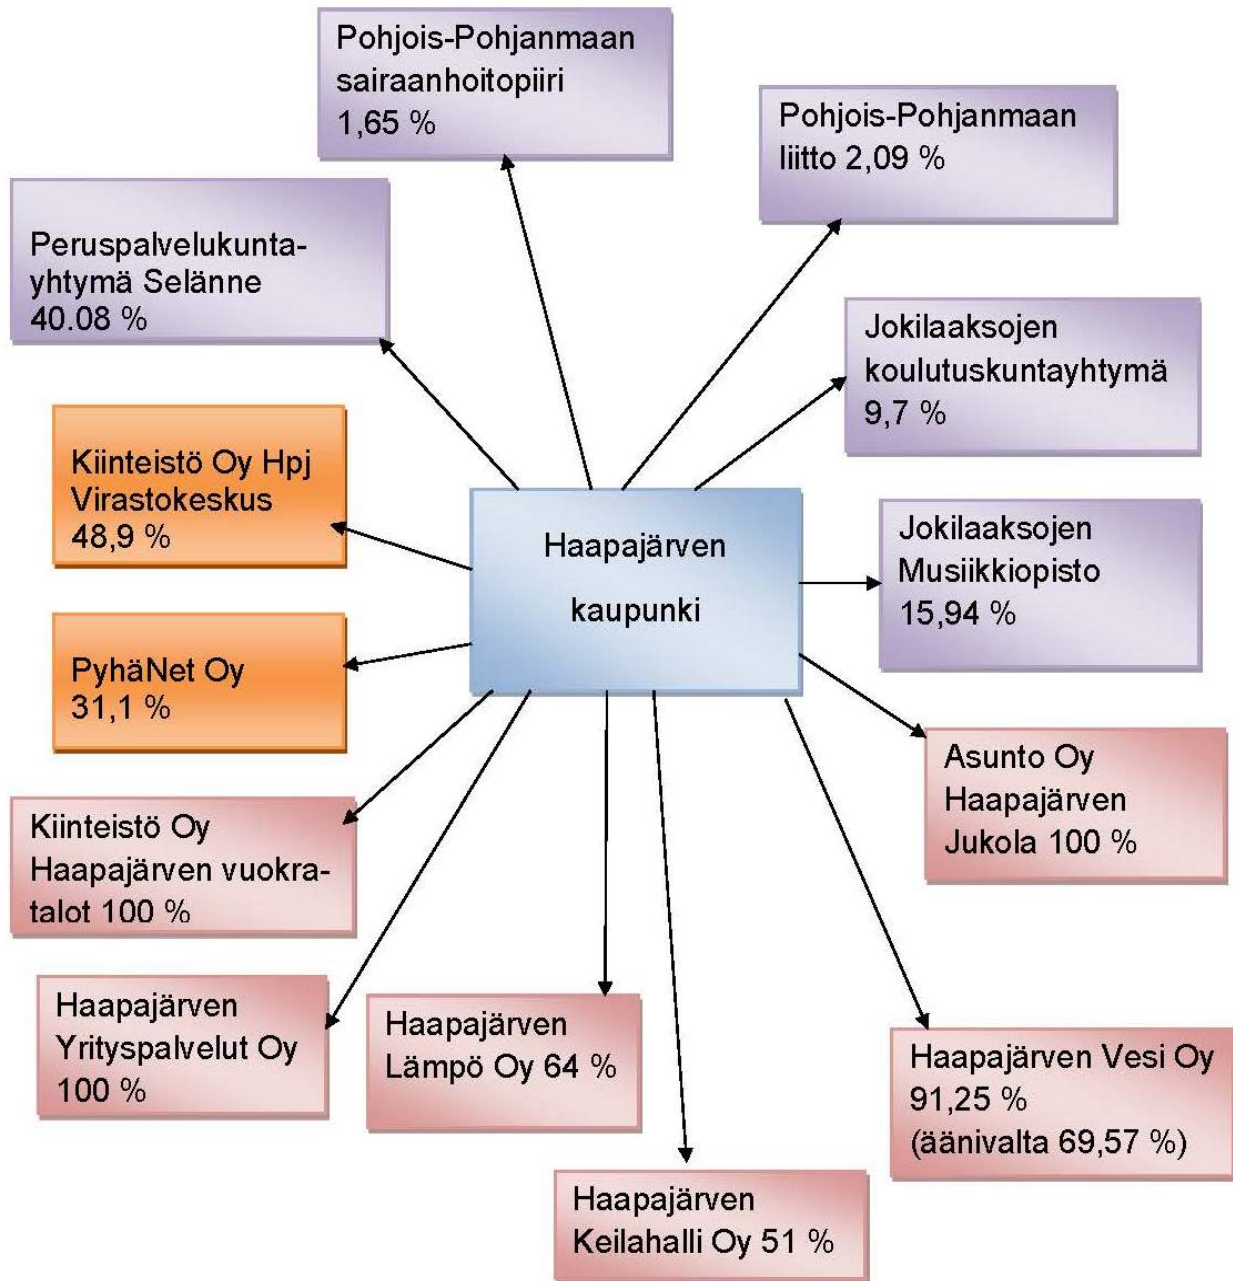 Pohjois-Pohjanmaan
sairaanhoitopiiri
1,65 %
Pohjois-Pohjanmaan
liitto 2,09 %
Peruspalvelukunta-
yhtymä Selänne
40.08 %
Jokilaaksojen
koulutuskuntayhtymä
9,7 %
Kiinteistö Oy Hpj
Virastokeskus
48,9 %
Haapajärven
kaupunki
Jokilaaksojen
Musiikkiopisto
15,94 %
PyhäNet Oy
31,1 %
Asunto Oy
Haapajärven
Jukola 100 %
Kiinteistö Oy
Haapajärven vuokra-
talot 100 %
Haapajärven
Yrityspalvelut Oy
100 %
Haapajärven
Lämpö Oy 64 %
Haapajärven Vesi Oy
91,25 %
(äänivalta 69,57 %)
Haapajärven
Keilahalli Oy 51 %